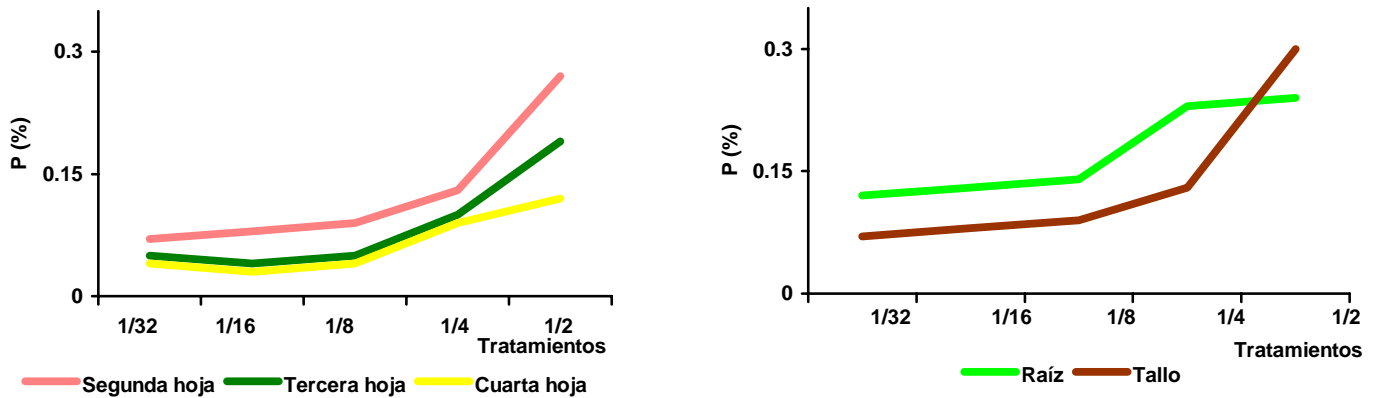 0.3
0.15
0
P (%)
1/32 1/16 1/8 1/4 1/2
Tratamientos
Segunda hoja Tercera hoja Cuarta hoja
0.3
0.15
0
P (%)
1/32 1/16 1/8 1/4 1/2
Tratamientos
Raíz Tallo